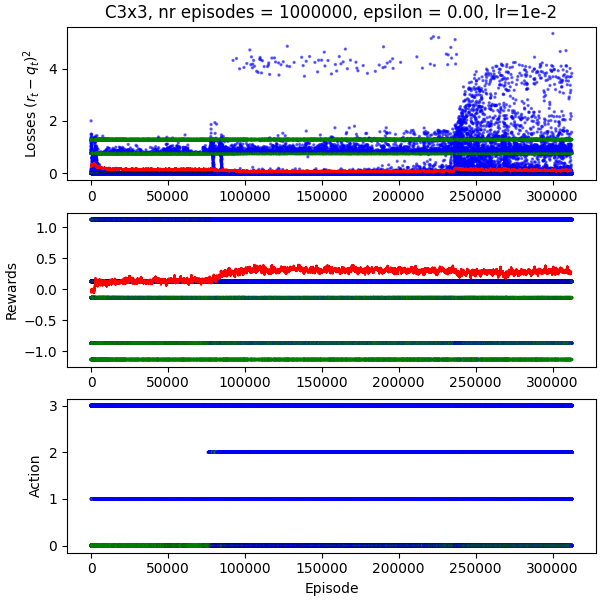 C3x3, nr episodes = 1000000, epsilon = 0.00, lr=1e-2
Losses (r_t − q_t)^2
4
2
0
0 50000 100000 150000 200000 250000 300000
Rewards
1.0
0.5
0.0
−0.5
−1.0
0 50000 100000 150000 200000 250000 300000
Action
3
2
1
0
0 50000 100000 150000 200000 250000 300000
Episode